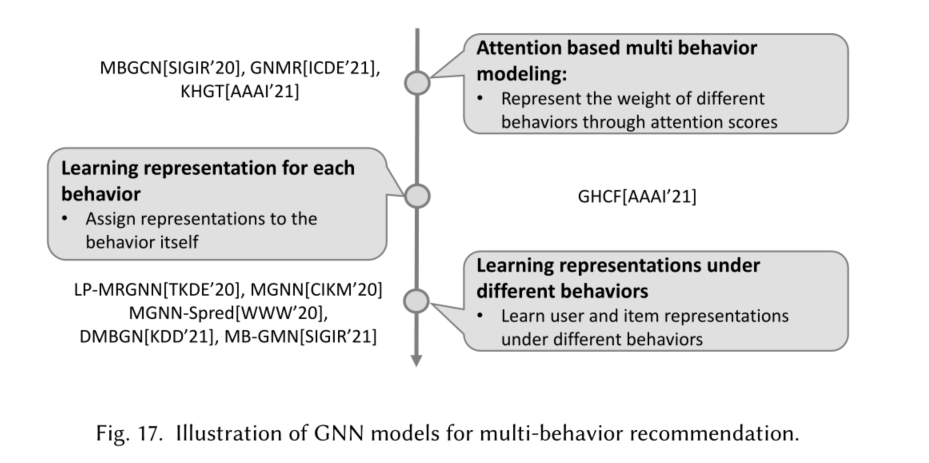 MBGCN[SIGIR’20], GNMR[ICDE’21],
KHGT[AAAI’21]
Attention based multi behavior
modeling:
• Represent the weight of different
behaviors through attention scores
Learning representation for each
behavior
• Assign representations to the
behavior itself
GHCF[AAAI’21]
LP-MRGNN[TKDE’20], MGNN[CIKM’20]
MGNN-Spred[WWW’20],
DMBGN[KDD’21], MB-GMN[SIGIR’21]
Learning representations under
different behaviors
• Learn user and item representations
under different behaviors
Fig. 17. Illustration of GNN models for multi-behavior recommendation.